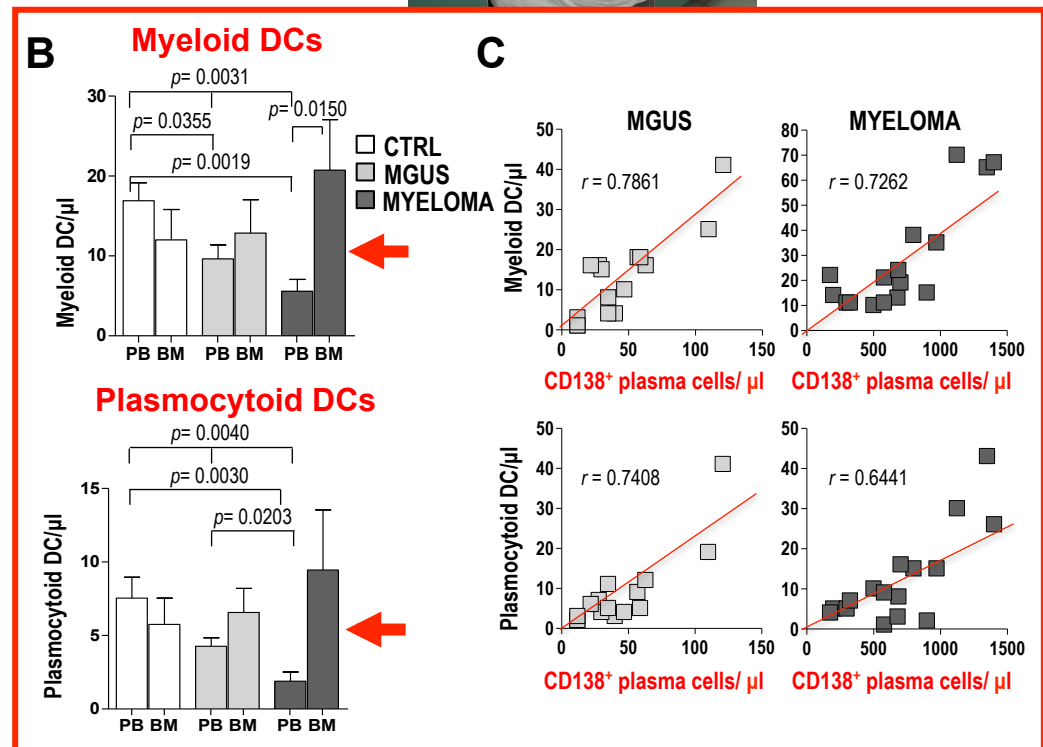 B
Myeloid DCs
p= 0.0031
p= 0.0150
p= 0.0355
p= 0.0019
CTRL
MGUS
MYELOMA
30
20
10
0
Myeloid DC/µl
PB BM PB BM PB BM
Plasmocytoid DCs
p= 0.0040
p= 0.0030
p= 0.0203
15
10
5
0
Plasmocytoid DC/µl
PB BM PB BM PB BM
C
MGUS
r = 0.7861
50
40
30
20
10
0
Myeloid DC/µl
0 50 100 150
CD138+ plasma cells/ µl
MYELOMA
r = 0.7262
80
70
60
50
40
30
20
10
0
0 500 1000 1500
CD138+ plasma cells/ µl
r = 0.7408
50
40
30
20
10
0
Plasmocytoid DC/µl
0 50 100 150
CD138+ plasma cells/ µl
r = 0.6441
50
40
30
20
10
0
0 500 1000 1500
CD138+ plasma cells/ µl